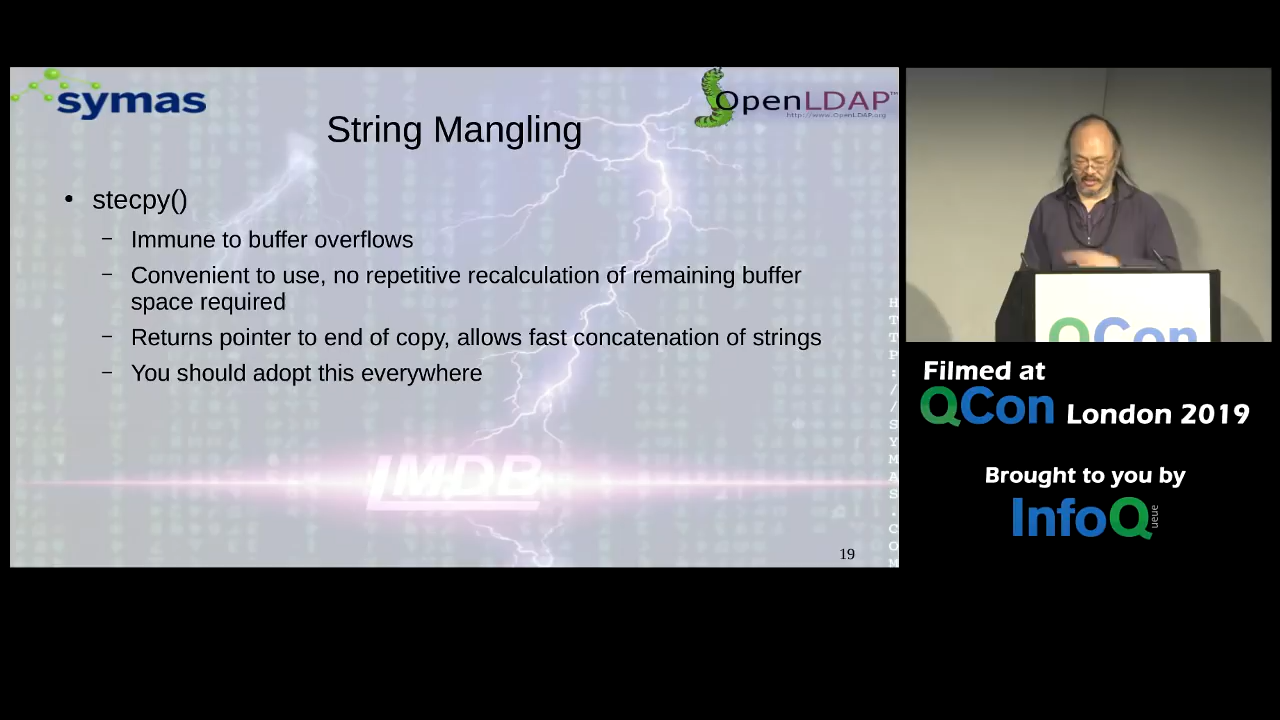 symas
OpenLDAP™
http://www.OpenLDAP.org
String Mangling
• stecpy()
– Immune to buffer overflows
– Convenient to use, no repetitive recalculation of remaining buffer
space required
– Returns pointer to end of copy, allows fast concatenation of strings
– You should adopt this everywhere
LMDB
HTTP://SYMAS.COM
19
QCon
Filmed at
QCon London 2019
Brought to you by
InfoQueue